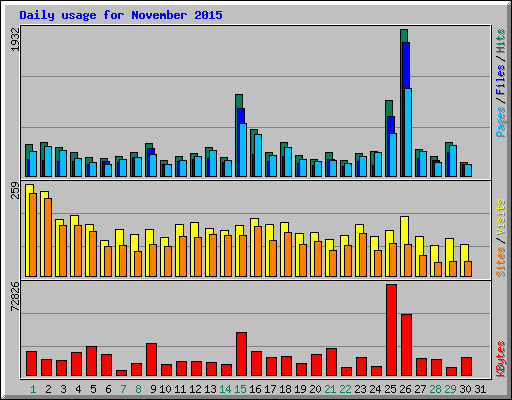 Daily usage for November 2015
1932
Pages / Files / Hits
259
Sites / Visits
72826
KBytes
1 2 3 4 5 6 7 8 9 10 11 12 13 14 15 16 17 18 19 20 21 22 23 24 25 26 27 28 29 30 31